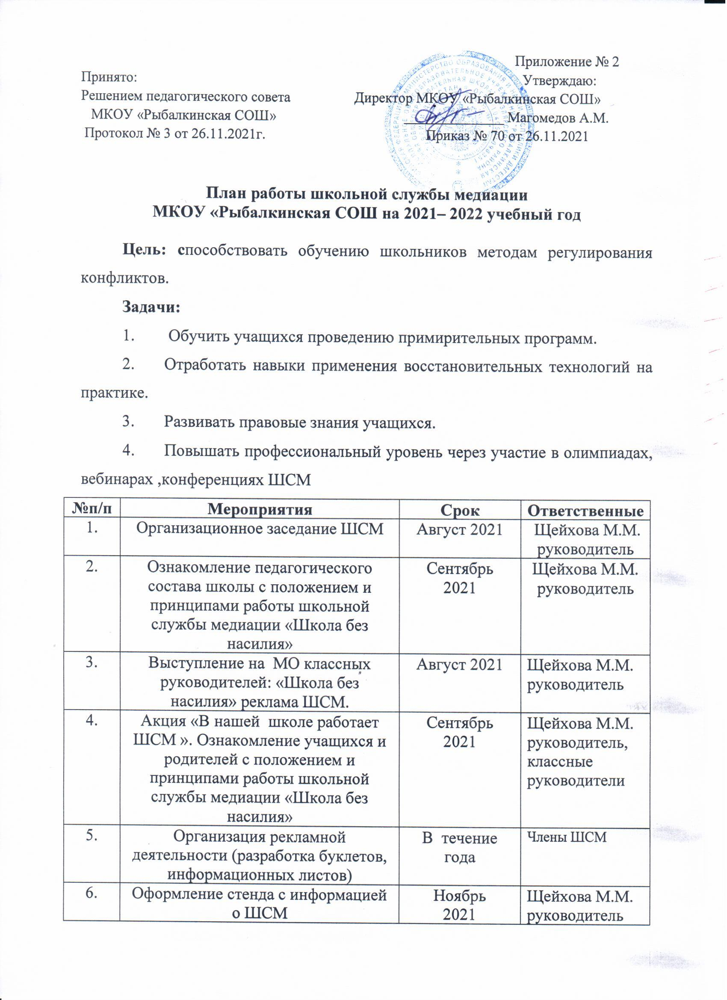 Приложение № 2
Принято:
Утверждаю:
Решением педагогического совета
Директор МКОУ «Рыбалкинская СОШ»
МКОУ «Рыбалкинская СОШ»
Магомедов А.М.
Протокол № 3 от 26.11.2021г.
Приказ № 70 от 26.11.2021
План работы школьной службы медиации
МКОУ «Рыбалкинская СОШ на 2021– 2022 учебный год
Цель: способствовать обучению школьников методам регулирования
конфликтов.
Задачи:
1. Обучить учащихся проведению примирительных программ.
2. Отработать навыки применения восстановительных технологий на
практике.
3. Развивать правовые знания учащихся.
4. Повышать профессиональный уровень через участие в олимпиадах,
вебинарах ,конференциях ШСМ
№п/п Мероприятия Срок Ответственные
1. Организационное заседание ШСМ Август 2021 Щейхова М.М.
руководитель
2. Ознакомление педагогического Сентябрь Щейхова М.М.
состава школы с положением и 2021 руководитель
принципами работы школьной
службы медиации «Школа без
насилия»
3. Выступление на МО классных Август 2021 Щейхова М.М.
руководителей: «Школа без руководитель
насилия» реклама ШСМ.
4. Акция «В нашей школе работает Сентябрь Щейхова М.М.
ШСМ ». Ознакомление учащихся и 2021 руководитель,
родителей с положением и классные
принципами работы школьной руководители
службы медиации «Школа без
насилия»
5. Организация рекламной В течение Члены ШСМ
деятельности (разработка буклетов, года
информационных листов)
6. Оформление стенда с информацией Ноябрь Щейхова М.М.
о ШСМ 2021 руководитель